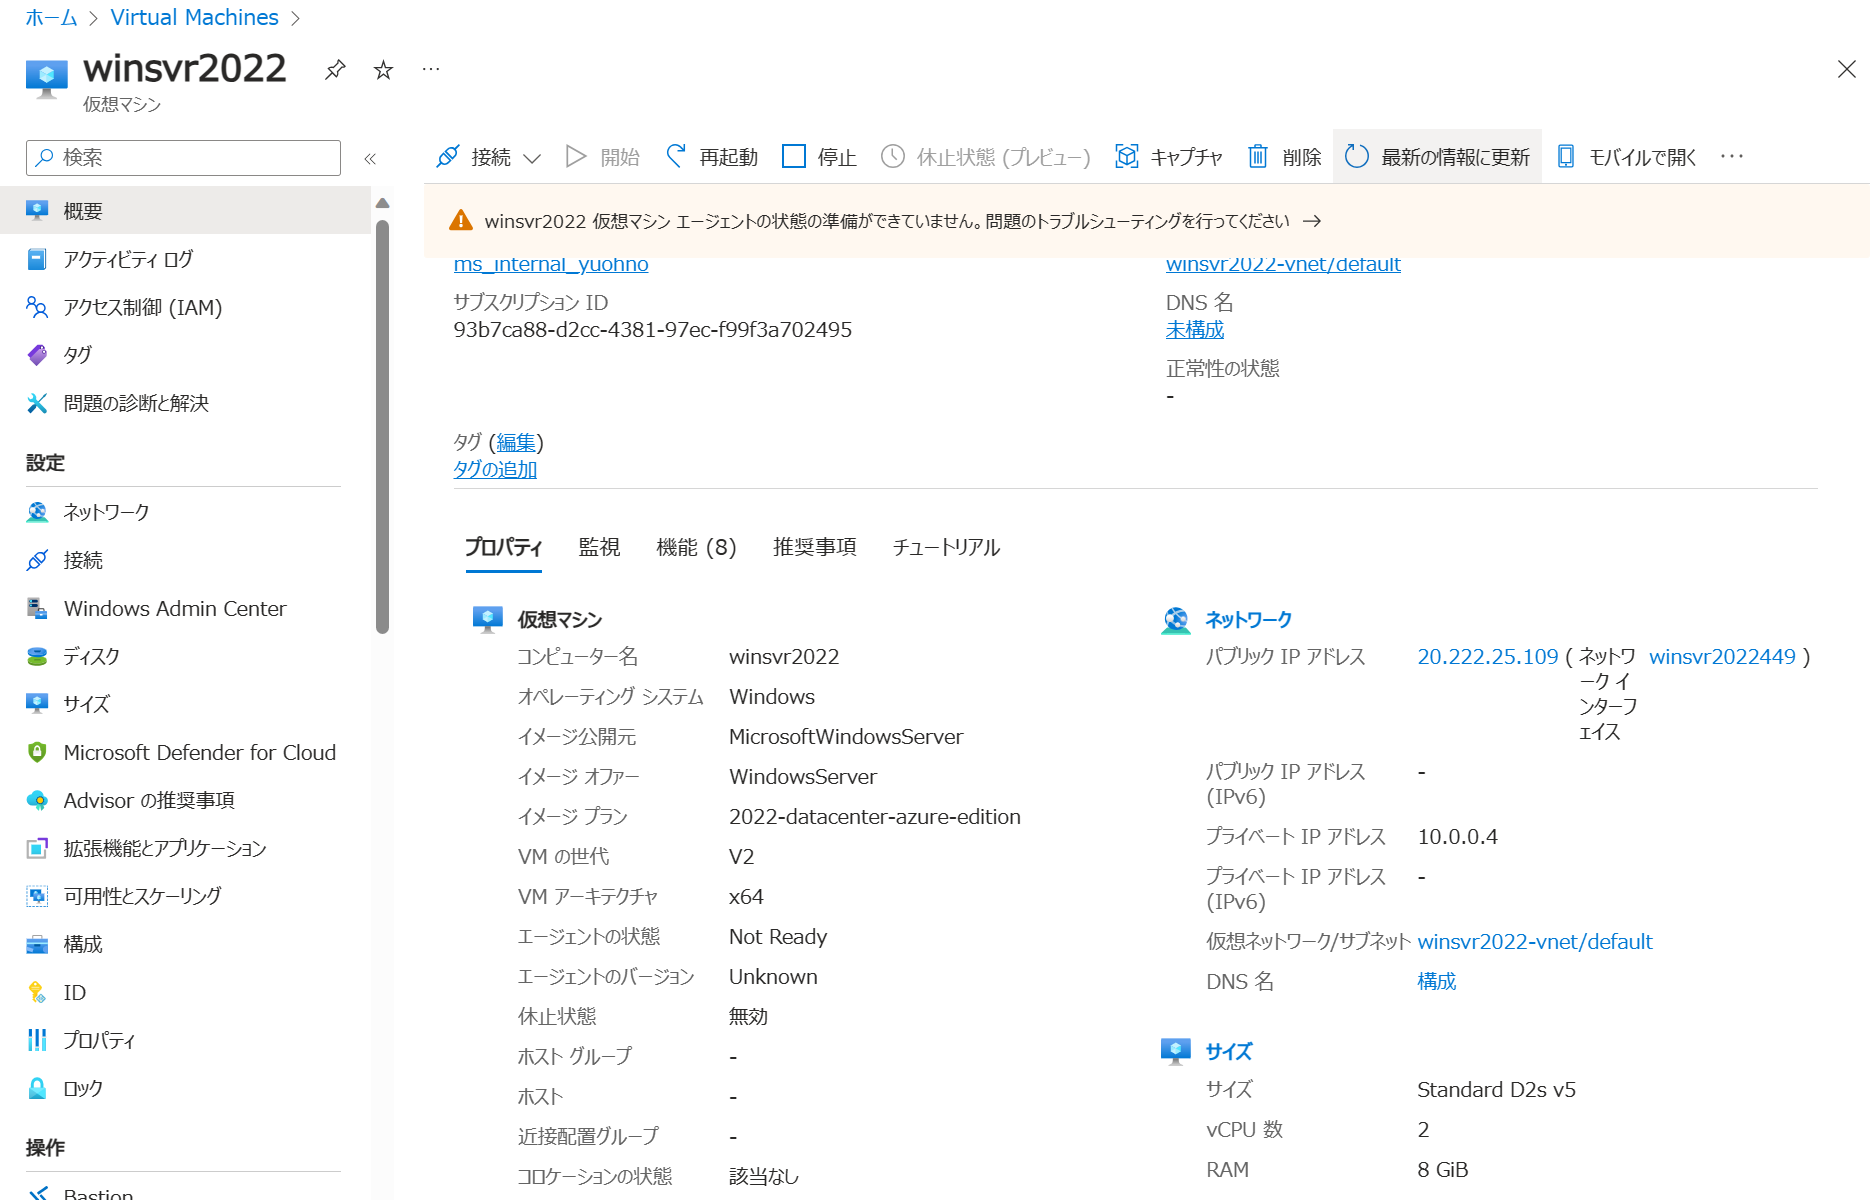 ホーム > Virtual Machines >
winsvr2022
仮想マシン
検索
概要
アクティビティ ログ
アクセス制御 (IAM)
タグ
問題の診断と解決
設定
ネットワーク
接続
Windows Admin Center
ディスク
サイズ
Microsoft Defender for Cloud
Advisor の推奨事項
拡張機能とアプリケーション
可用性とスケーリング
構成
ID
プロパティ
ロック
操作
Bastion
接続 開始 再起動 停止 休止状態 (プレビュー) キャプチャ 削除 最新の情報に更新 モバイルで開く
winsvr2022 仮想マシン エージェントの状態の準備ができていません。問題のトラブルシューティングを行ってください →
ms_internal_yuohno
サブスクリプション ID
93b7ca88-d2cc-4381-97ec-f99f3a702495
winsvr2022-vnet/default
DNS 名
未構成
正常性の状態
-
タグ (編集)
タグの追加
プロパティ 監視 機能 (8) 推奨事項 チュートリアル
仮想マシン
コンピューター名 winsvr2022
オペレーティング システム Windows
イメージ公開元 MicrosoftWindowsServer
イメージ オファー WindowsServer
イメージ プラン 2022-datacenter-azure-edition
VM の世代 V2
VM アーキテクチャ x64
エージェントの状態 Not Ready
エージェントのバージョン Unknown
休止状態 無効
ホスト グループ -
ホスト -
近接配置グループ -
コロケーションの状態 該当なし
ネットワーク
パブリック IP アドレス 20.222.25.109 ( ネットワ winsvr2022449 )
ーク イ
ンターフ
ェイス
パブリック IP アドレス -
(IPv6)
プライベート IP アドレス 10.0.0.4
プライベート IP アドレス -
(IPv6)
仮想ネットワーク/サブネット winsvr2022-vnet/default
DNS 名 構成
サイズ
サイズ Standard D2s v5
vCPU 数 2
RAM 8 GiB